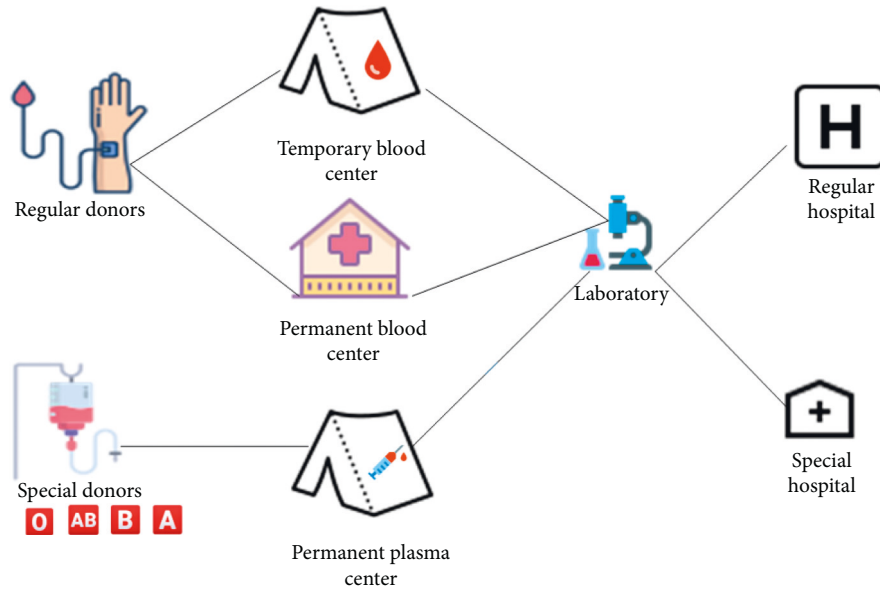 Regular donors
Temporary blood
center
Permanent blood
center
Special donors
O AB B A
Permanent plasma
center
Laboratory
H
Regular
hospital
Special
hospital